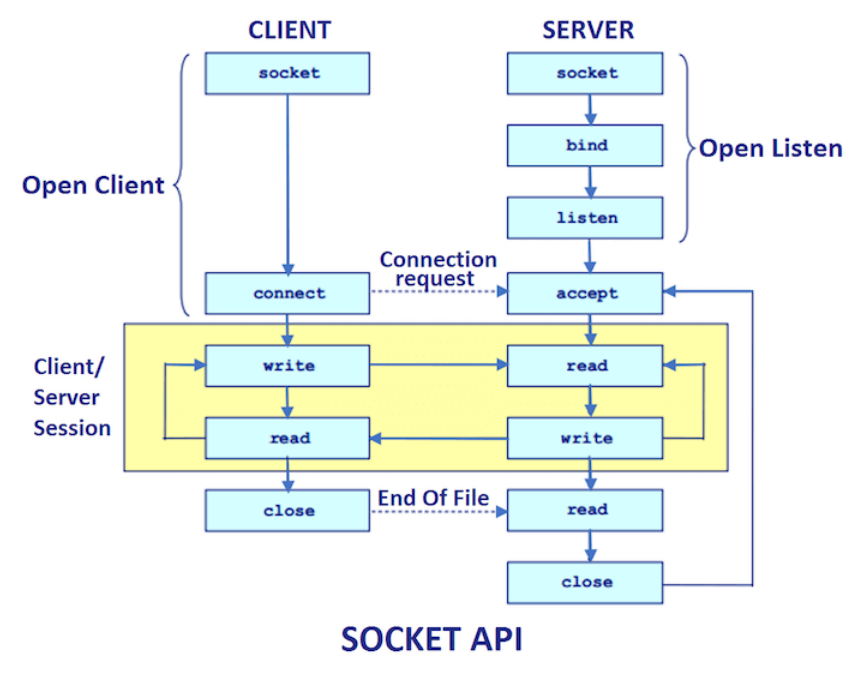 CLIENT
SERVER
socket
socket
bind
Open Listen
Open Client
listen
Connection
request
connect
accept
Client/
Server
Session
write
read
read
write
close
End Of File
read
close
SOCKET API